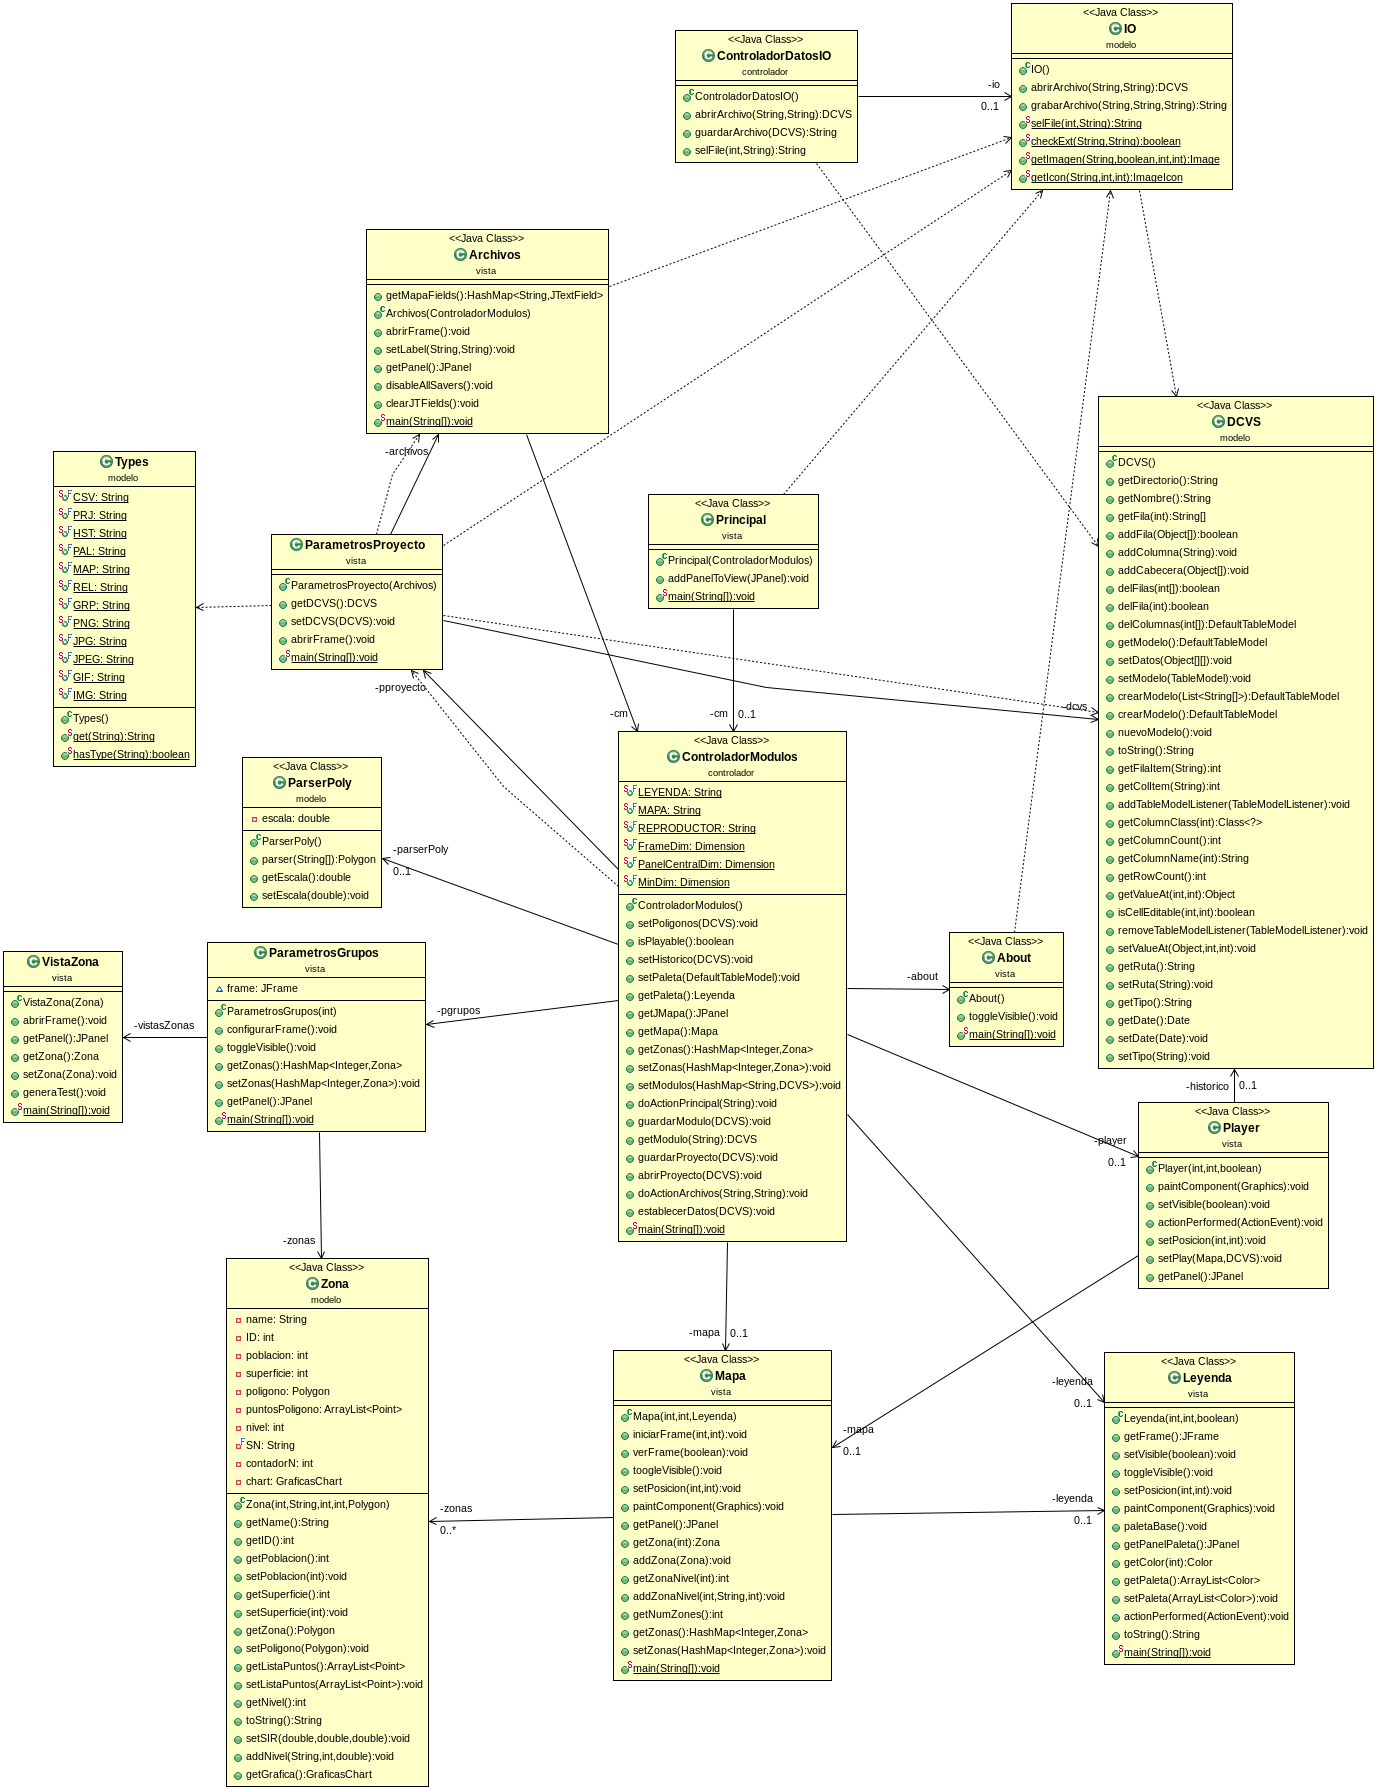 <<Java Class>>
ControladorDatosIO
controlador
ControladorDatosIO()
abrirArchivo(String,String):DCVS
guardarArchivo(DCVS):String
selFile(int,String):String
-io
0..1
<<Java Class>>
IO
modelo
IO()
abrirArchivo(String,String):DCVS
grabarArchivo(String,String,String):String
selFile(int,String):String
checkExt(String,String):boolean
getImagen(String,boolean,int,int):Image
getIcon(String,int,int):ImageIcon
<<Java Class>>
Archivos
vista
getMapaFields():HashMap<String,JTextField>
Archivos(ControladorModulos)
abrirFrame():void
setLabel(String,String):void
getPanel():JPanel
disableAllSavers():void
clearJTFields():void
main(String[]):void
-archivos
Types
modelo
CSV: String
PRJ: String
HST: String
PAL: String
MAP: String
REL: String
GRP: String
PNG: String
JPG: String
JPEG: String
GIF: String
IMG: String
Types()
get(String):String
hasType(String):boolean
ParametrosProyecto
vista
ParametrosProyecto(Archivos)
getDCVS():DCVS
setDCVS(DCVS):void
abrirFrame():void
main(String[]):void
-pproyecto
<<Java Class>>
Principal
vista
Principal(ControladorModulos)
addPanelToView(JPanel):void
main(String[]):void
-cm
-cm
0..1
-dcvs
<<Java Class>>
DCVS
modelo
DCVS()
getDirectorio():String
getNombre():String
getFila(int):String[]
addFila(Object[]):boolean
addColumna(String):void
addCabecera(Object[]):void
delFilas(int[]):boolean
delFila(int):boolean
delColumnas(int[]):DefaultTableModel
getModelo():DefaultTableModel
setDatos(Object[][]):void
setModelo(TableModel):void
crearModelo(List<String[]>):DefaultTableModel
crearModelo():DefaultTableModel
nuevoModelo():void
toString():String
getFilaItem(String):int
getColItem(String):int
addTableModelListener(TableModelListener):void
getColumnClass(int):Class<?>
getColumnCount():int
getColumnName(int):String
getRowCount():int
getValueAt(int,int):Object
isCellEditable(int,int):boolean
removeTableModelListener(TableModelListener):void
setValueAt(Object,int,int):void
getRuta():String
setRuta(String):void
getTipo():String
getDate():Date
setDate(Date):void
setTipo(String):void
<<Java Class>>
ParserPoly
modelo
escala: double
ParserPoly()
parser(String[]):Polygon
getEscala():double
setEscala(double):void
-parserPoly
0..1
<<Java Class>>
ControladorModulos
controlador
LEYENDA: String
MAPA: String
REPRODUCTOR: String
FrameDim: Dimension
PanelCentralDim: Dimension
MinDim: Dimension
ControladorModulos()
setPoligonos(DCVS):void
isPlayable():boolean
setHistorico(DCVS):void
setPaleta(DefaultTableModel):void
getPaleta():Leyenda
getJMapa():JPanel
getMapa():Mapa
getZonas():HashMap<Integer,Zona>
setZonas(HashMap<Integer,Zona>):void
setModulos(HashMap<String,DCVS>):void
doActionPrincipal(String):void
guardarModulo(DCVS):void
getModulo(String):DCVS
guardarProyecto(DCVS):void
abrirProyecto(DCVS):void
doActionArchivos(String,String):void
establecerDatos(DCVS):void
main(String[]):void
VistaZona
vista
VistaZona(Zona)
abrirFrame():void
getPanel():JPanel
getZona():Zona
setZona(Zona):void
generaTest():void
main(String[]):void
-vistasZonas
ParametrosGrupos
vista
frame: JFrame
ParametrosGrupos(int)
configurarFrame():void
toggleVisible():void
getZonas():HashMap<Integer,Zona>
setZonas(HashMap<Integer,Zona>):void
getPanel():JPanel
main(String[]):void
-pgrupos
-about
<<Java Class>>
About
vista
About()
toggleVisible():void
main(String[]):void
-historico
0..1
-player
0..1
<<Java Class>>
Player
vista
Player(int,int,boolean)
paintComponent(Graphics):void
setVisible(boolean):void
actionPerformed(ActionEvent):void
setPosicion(int,int):void
setPlay(Mapa,DCVS):void
getPanel():JPanel
-zonas
<<Java Class>>
Zona
modelo
name: String
ID: int
poblacion: int
superficie: int
poligono: Polygon
puntosPoligono: ArrayList<Point>
nivel: int
SN: String
contadorN: int
chart: GraficasChart
Zona(int,String,int,int,Polygon)
getName():String
getID():int
getPoblacion():int
setPoblacion(int):void
getSuperficie():int
setSuperficie(int):void
getZona():Polygon
setPoligono(Polygon):void
getListaPuntos():ArrayList<Point>
setListaPuntos(ArrayList<Point>):void
getNivel():int
toString():String
setSIR(double,double,double):void
addNivel(String,int,double):void
getGrafica():GraficasChart
-zonas
0..*
-mapa
0..1
<<Java Class>>
Mapa
vista
Mapa(int,int,Leyenda)
iniciarFrame(int,int):void
verFrame(boolean):void
toogleVisible():void
setPosicion(int,int):void
paintComponent(Graphics):void
getPanel():JPanel
getZona(int):Zona
addZona(Zona):void
getZonaNivel(int):int
addZonaNivel(int,String,int):void
getNumZones():int
getZonas():HashMap<Integer,Zona>
setZonas(HashMap<Integer,Zona>):void
main(String[]):void
-mapa
0..1
-leyenda
0..1
-leyenda
0..1
<<Java Class>>
Leyenda
vista
Leyenda(int,int,boolean)
getFrame():JFrame
setVisible(boolean):void
toggleVisible():void
setPosicion(int,int):void
paintComponent(Graphics):void
paletaBase():void
getPanelPaleta():JPanel
getColor(int):Color
getPaleta():ArrayList<Color>
setPaleta(ArrayList<Color>):void
actionPerformed(ActionEvent):void
toString():String
main(String[]):void